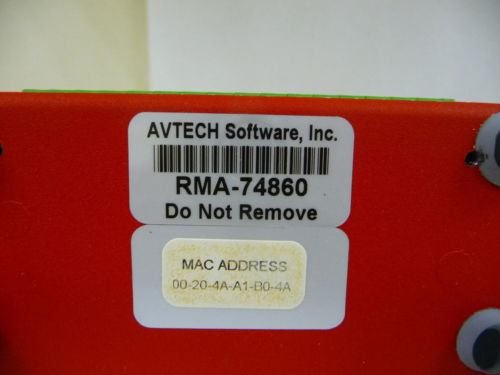 AVTECH Software, Inc.
RMA-74860
Do Not Remove
MAC ADDRESS
00-20-4A-A1-B0-4A